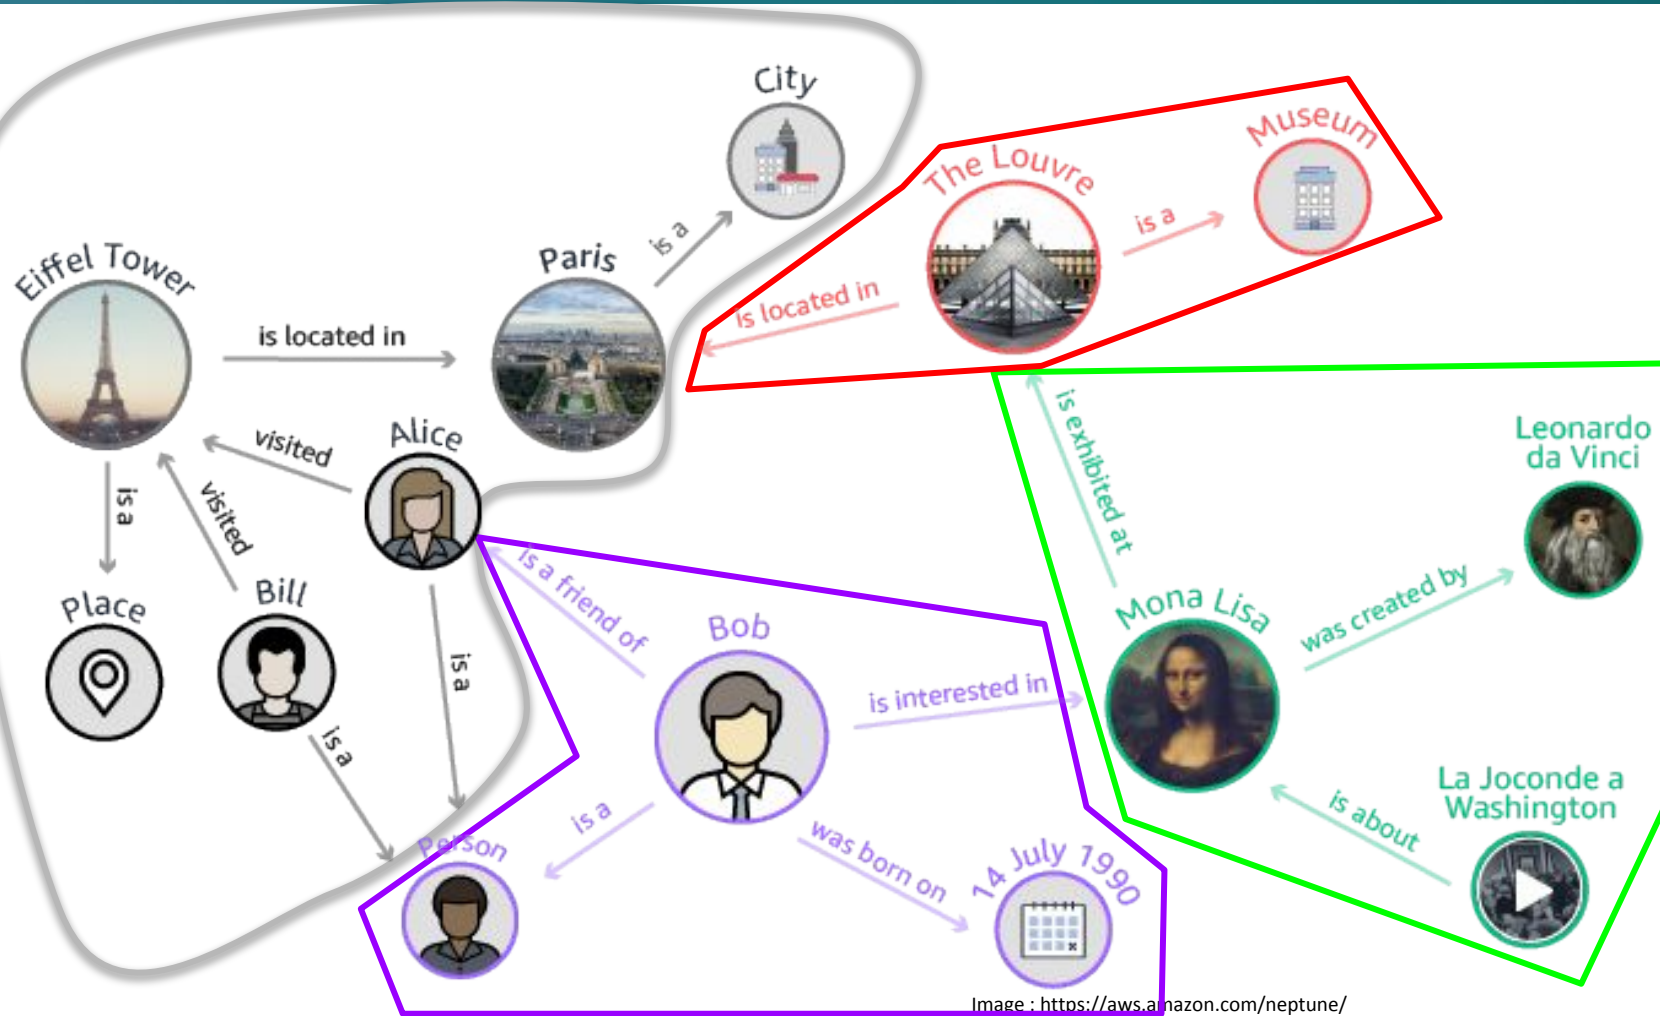 City
Museum
The Louvre
is a
is a
Eiffel Tower
Paris
is located in
is located in
Alice
visited
is exhibited at
Leonardo
da Vinci
is a
visited
Place
Bill
is a friend of
Bob
Mona Lisa
was created by
is a
is interested in
is a
La Joconde a
Washington
is a
is about
Person
was born on
14 July 1990
Image : https://aws.amazon.com/neptune/